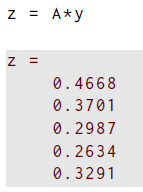 z = A*y
z =
0.4668
0.3701
0.2987
0.2634
0.3291